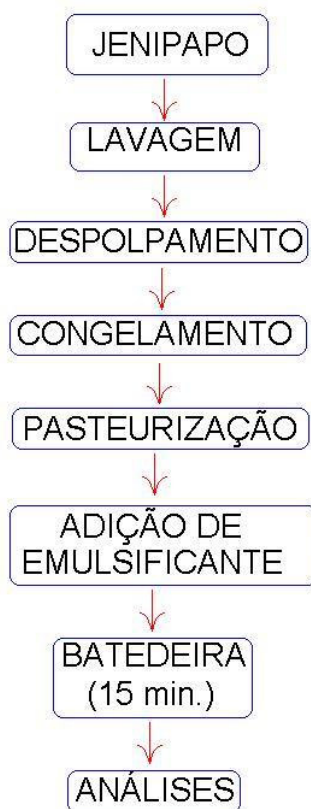 JENIPAPO
LAVAGEM
DESPOLPAMENTO
CONGELAMENTO
PASTEURIZAÇÃO
ADIÇÃO DE
EMULSIFICANTE
BATEDEIRA
(15 min.)
ANÁLISES